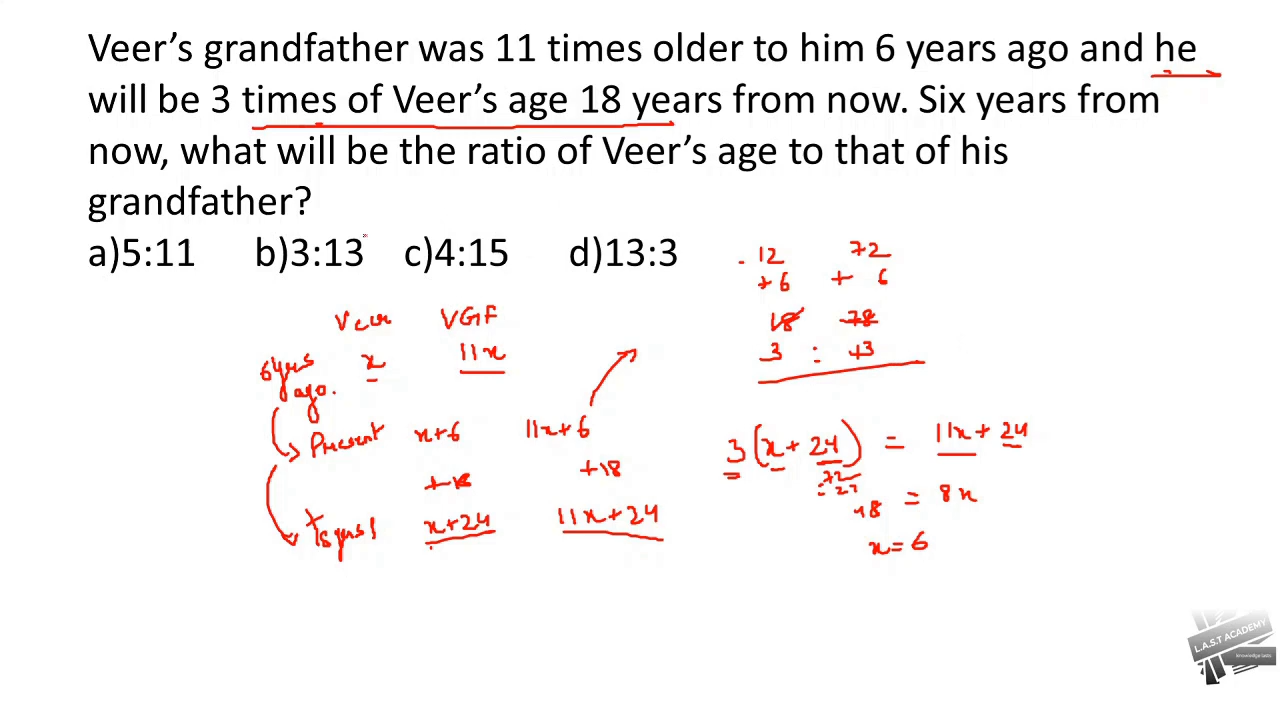 Veer's grandfather was 11 times older to him 6 years ago and he
will be 3 times of Veer's age 18 years from now. Six years from
now, what will be the ratio of Veer's age to that of his
grandfather?
a)5:11 b)3:13 c)4:15 d)13:3
12 72
+6 + 6
18 78
3 : 13
Veer VGF
6yrs ago. x 11x
Present x+6 11x+6
+18 +18
x+24 11x+24
3(x+24) = 11x+24
72
48 = 8x
x=6
L.A.S.T ACADEMY